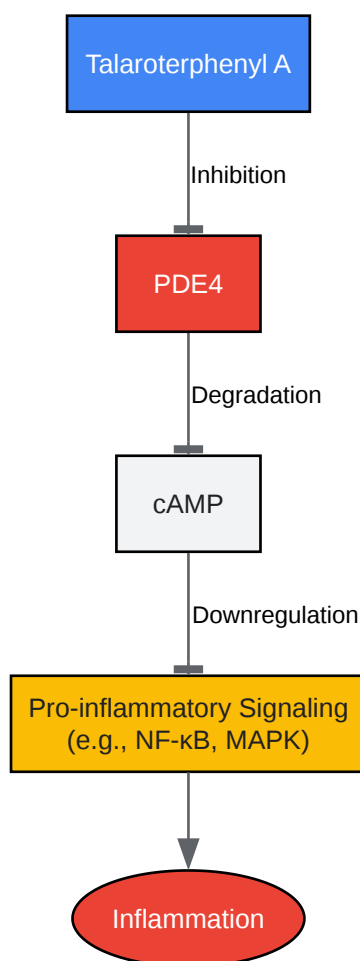 Talaroterphenyl A
Inhibition
PDE4
Degradation
cAMP
Downregulation
Pro-inflammatory Signaling
(e.g., NF-κB, MAPK)
Inflammation